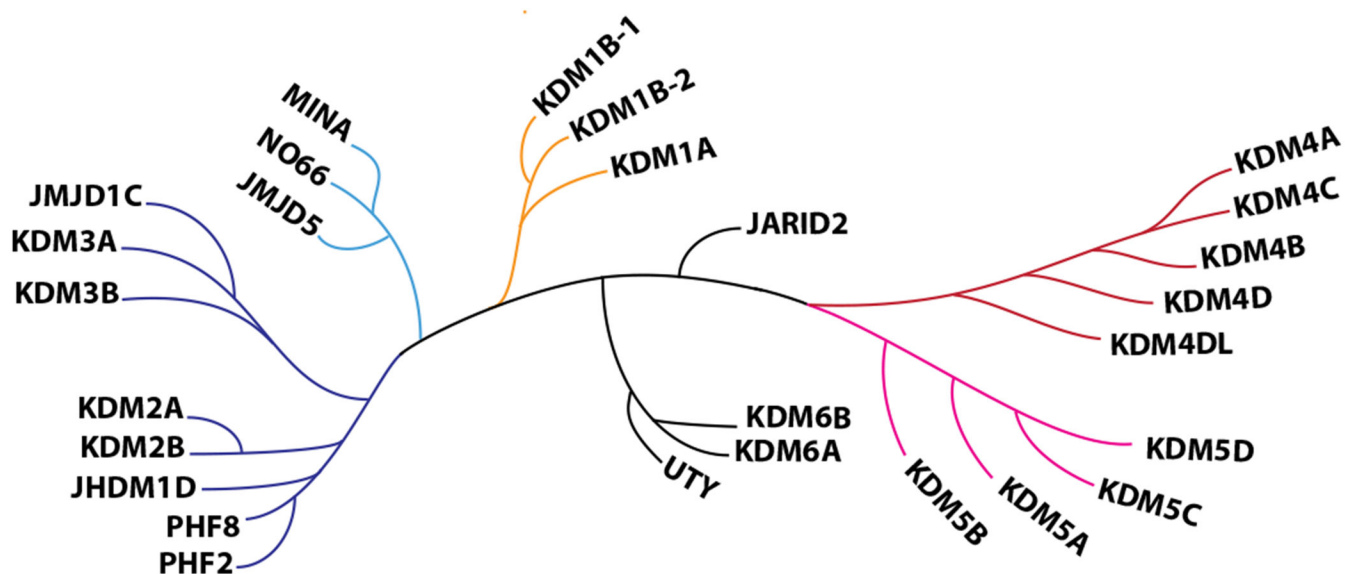 KDM1B-1
KDM1B-2
KDM1A
MINA
NO66
JMJD5
JMJD1C
KDM3A
KDM3B
KDM2A
KDM2B
JHDM1D
PHF8
PHF2
JARID2
KDM6B
KDM6A
UTY
KDM4A
KDM4C
KDM4B
KDM4D
KDM4DL
KDM5D
KDM5C
KDM5A
KDM5B